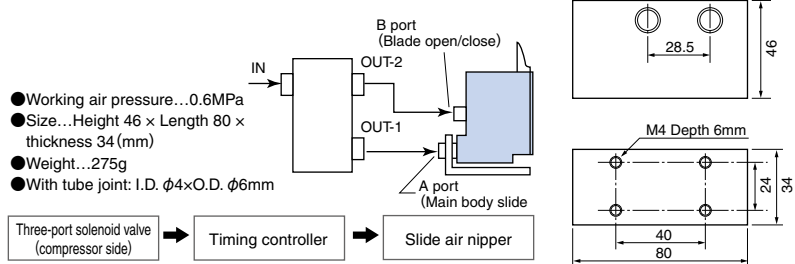 ●Working air pressure…0.6MPa
●Size…Height 46 × Length 80 ×
thickness 34(mm)
●Weight…275g
●With tube joint: I.D. ϕ4×O.D. ϕ6mm
IN
OUT-2
OUT-1
B port
(Blade open/close)
A port
(Main body slide
Three-port solenoid valve
(compressor side)
Timing controller
Slide air nipper
28.5
46
M4 Depth 6mm
24
34
40
80